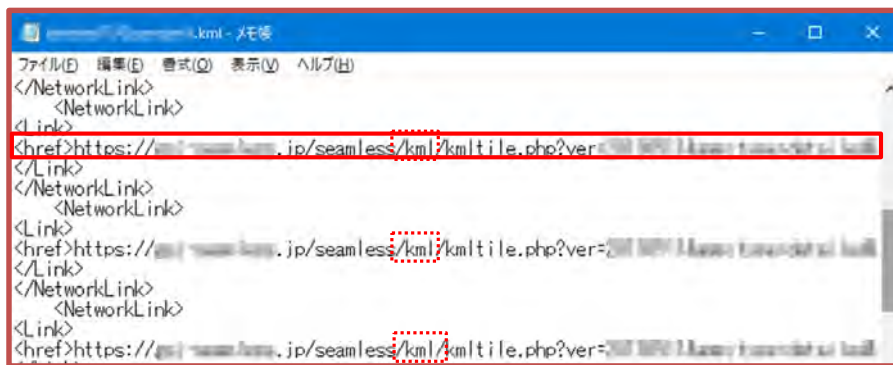 .kml - メモ帳
ファイル(F) 編集(E) 書式(O) 表示(V) ヘルプ(H)
</NetworkLink>
<NetworkLink>
<Link>
<href>https:// .jp/seamless/kml/kmltile.php?ver
</Link>
</NetworkLink>
<NetworkLink>
<Link>
<href>https:// .jp/seamless/kml/kmltile.php?ver=
</Link>
</NetworkLink>
<NetworkLink>
<Link>
<href>https:// .jp/seamless/kml/kmltile.php?ver=